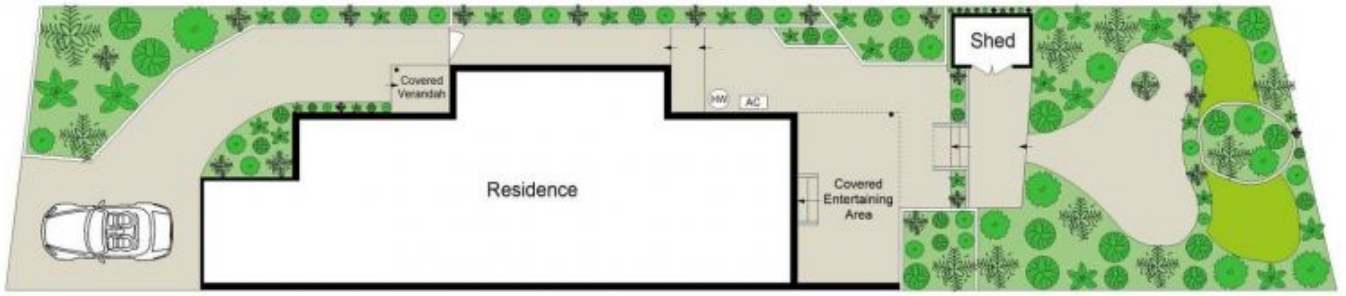 Shed
Covered
Verandah
HW
AC
Residence
Covered
Entertaining
Area